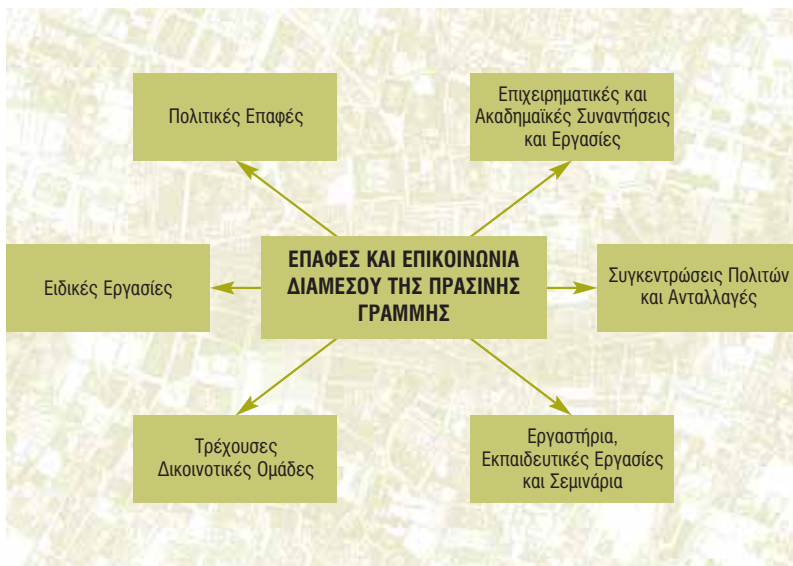 Πολιτικές Επαφές
Επιχειρηματικές και
Ακαδημαϊκές Συναντήσεις
και Εργασίες
Ειδικές Εργασίες
ΕΠΑΦΕΣ ΚΑΙ ΕΠΙΚΟΙΝΩΝΙΑ
ΔΙΑΜΕΣΟΥ ΤΗΣ ΠΡΑΣΙΝΗΣ
ΓΡΑΜΜΗΣ
Συγκεντρώσεις Πολιτών
και Ανταλλαγές
Τρέχουσες
Δικοινοτικές Ομάδες
Εργαστήρια,
Εκπαιδευτικές Εργασίες
και Σεμινάρια